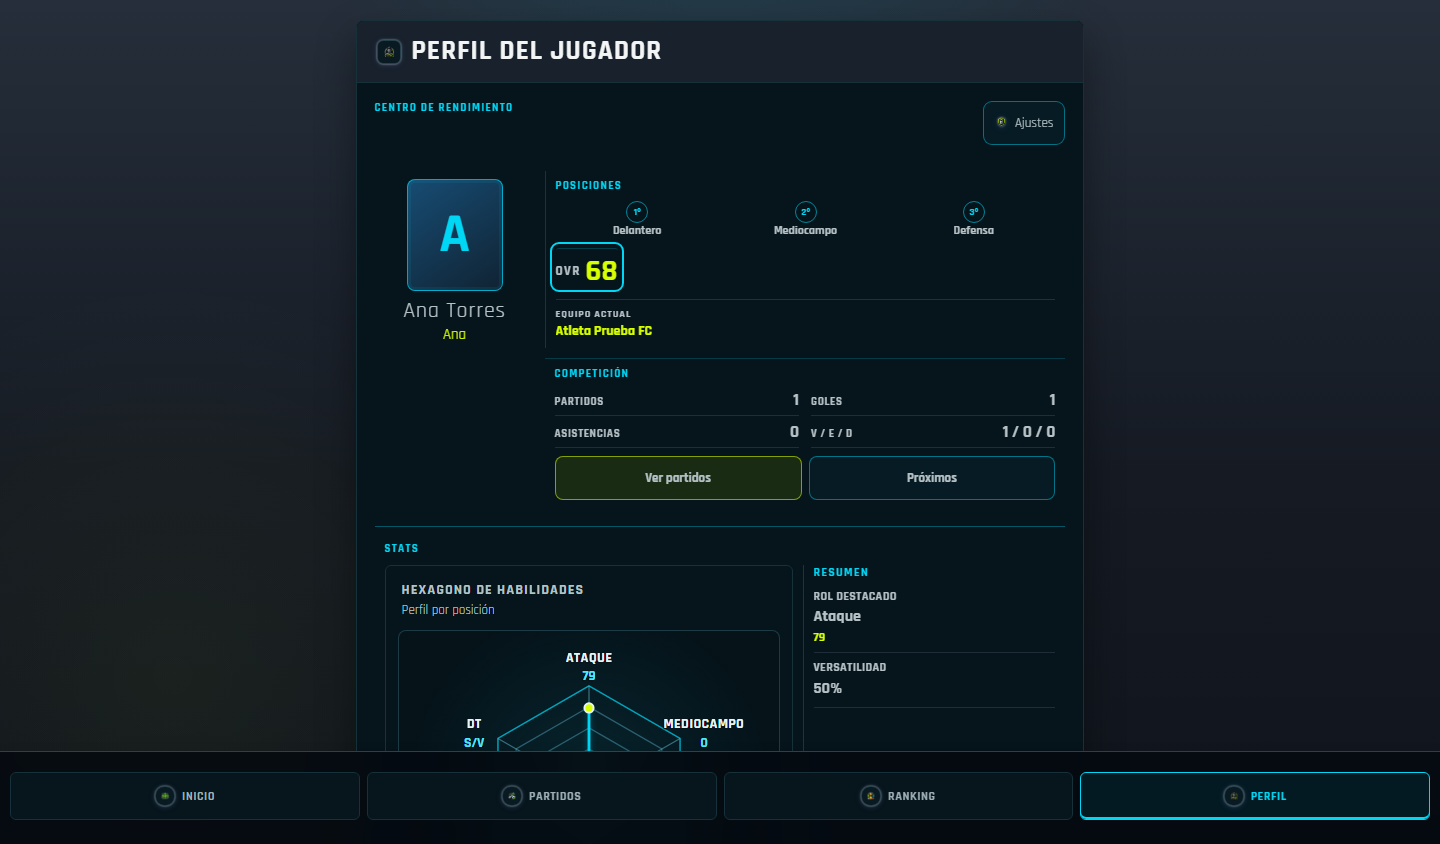 PERFIL DEL JUGADOR
CENTRO DE RENDIMIENTO
Ajustes
A
Ana Torres
Ana
POSICIONES
1º
Delantero
2º
Mediocampo
3º
Defensa
OVR 68
EQUIPO ACTUAL
Atleta Prueba FC
COMPETICIÓN
PARTIDOS 1
GOLES 1
ASISTENCIAS 0
V / E / D 1 / 0 / 0
Ver partidos
Próximos
STATS
HEXAGONO DE HABILIDADES
Perfil por posición
ATAQUE
79
DT
S/V
MEDIOCAMPO
0
RESUMEN
ROL DESTACADO
Ataque
79
VERSATILIDAD
50%
INICIO
PARTIDOS
RANKING
PERFIL